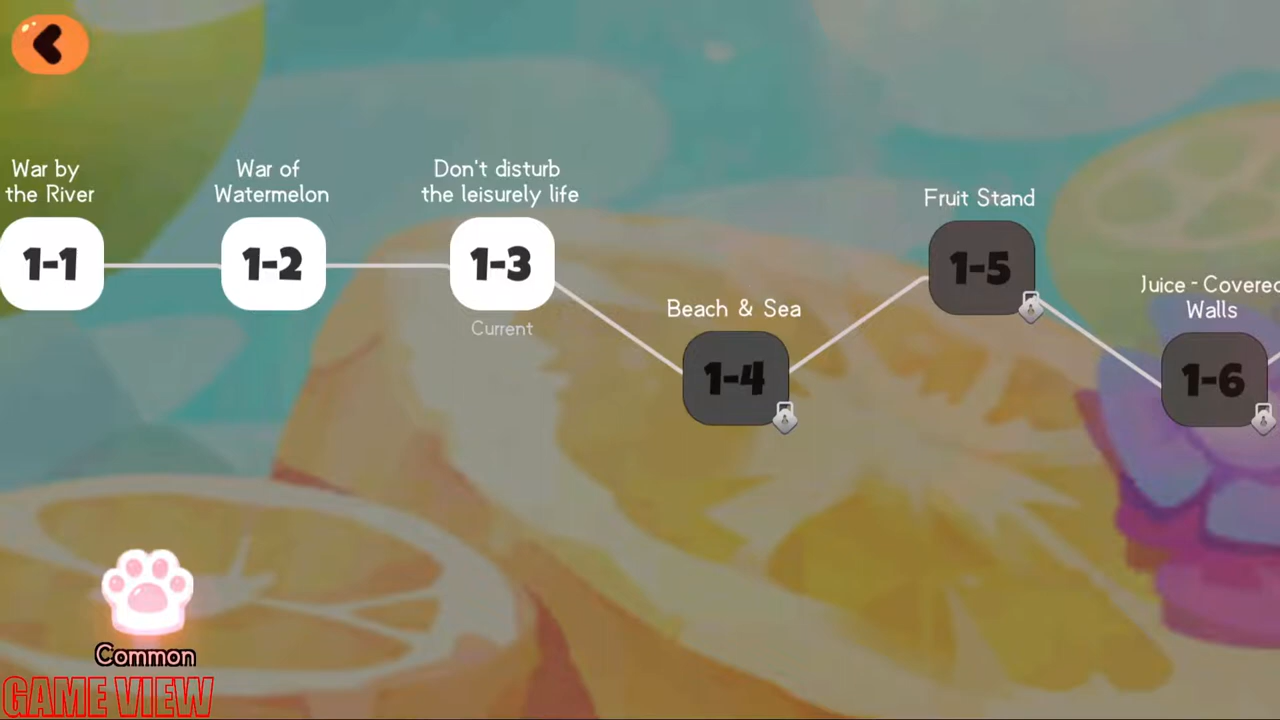 War by
the River
1-1
War of
Watermelon
1-2
Don't disturb
the leisurely life
1-3
Current
Beach & Sea
1-4
Fruit Stand
1-5
Juice - Covered
Walls
1-6
Common
GAME VIEW